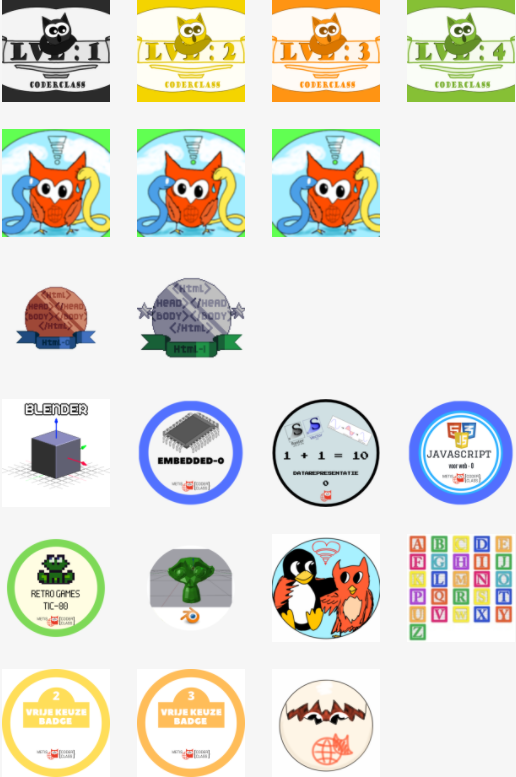 LVL: 1
CODERCLASS
LVL: 2
CODERCLASS
LVL: 3
CODERCLASS
LVL: 4
CODERCLASS
<Html>
<HEAD></HEAD>
<BODY></BODY>
</Html>
HTML-0
<Html>
<HEAD></HEAD>
<BODY></BODY>
</Html>
HTML-1
BLENDER
EMBEDDED-0
1 + 1 = 10
DATAREPRESENTATIE
0
JS
JAVASCRIPT
voor web - 0
RETRO GAMES
TIC-80
A B C D E
F G H I J
K L M N O
P Q R S T
U V W X Y
Z
2
VRIJE KEUZE
BADGE
3
VRIJE KEUZE
BADGE